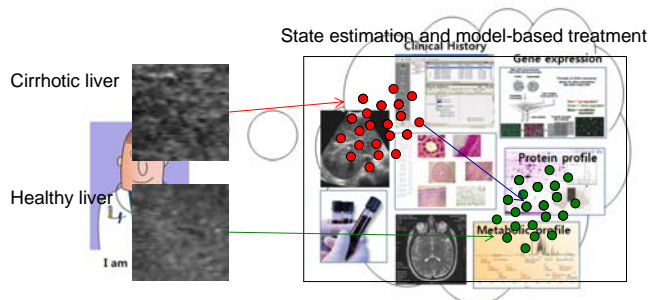 State estimation and model-based treatment
Clinical History
Gene expression
Cirrhotic liver
Protein profile
Healthy liver
Metabolic profile
I am